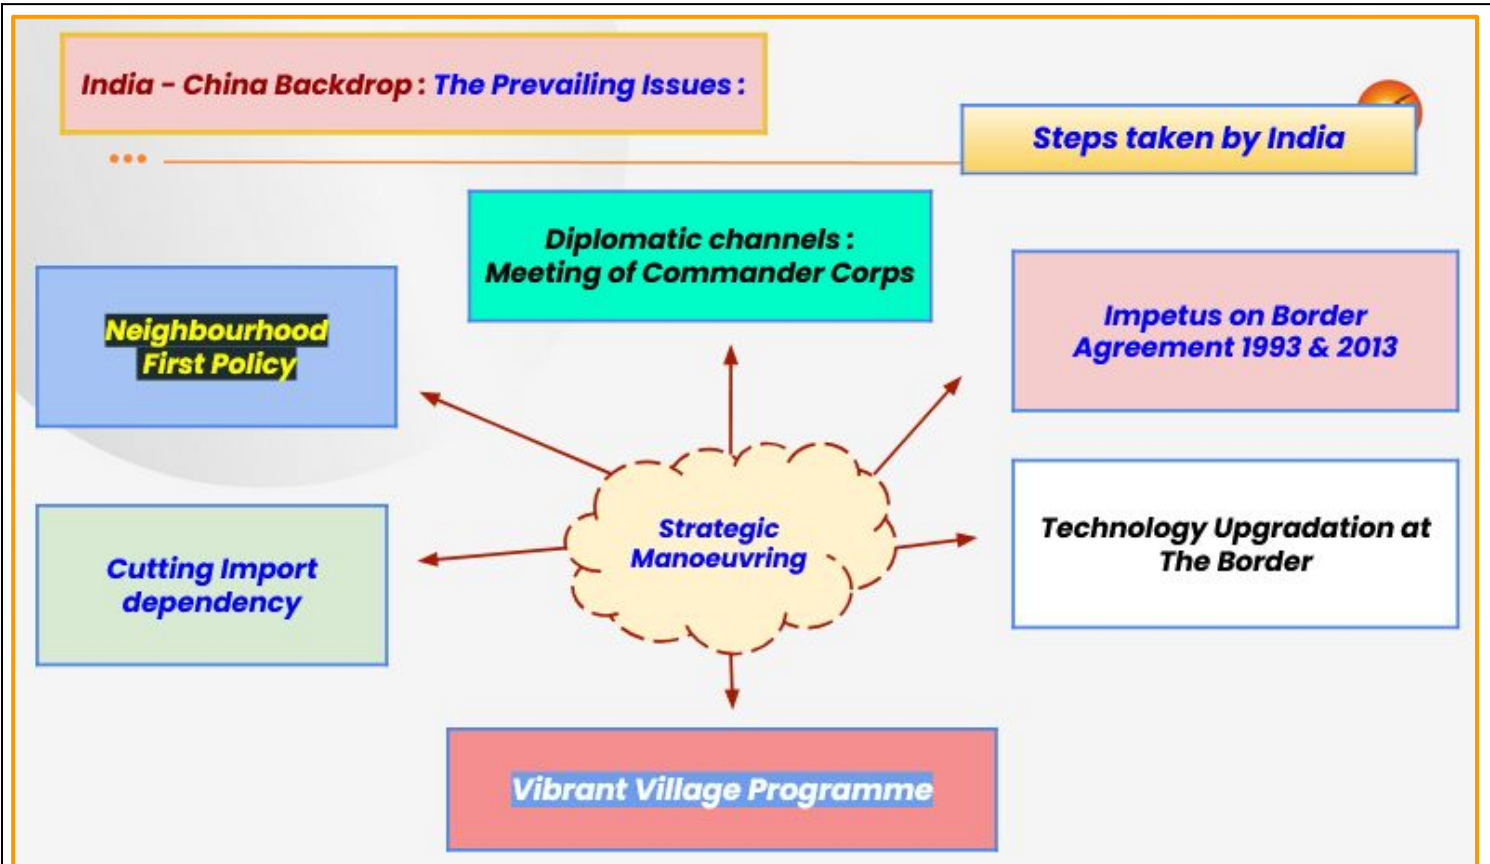 India - China Backdrop : The Prevailing Issues :
Steps taken by India
Diplomatic channels :
Meeting of Commander Corps
Neighbourhood
First Policy
Impetus on Border
Agreement 1993 & 2013
Strategic
Manoeuvring
Technology Upgradation at
The Border
Cutting Import
dependency
Vibrant Village Programme